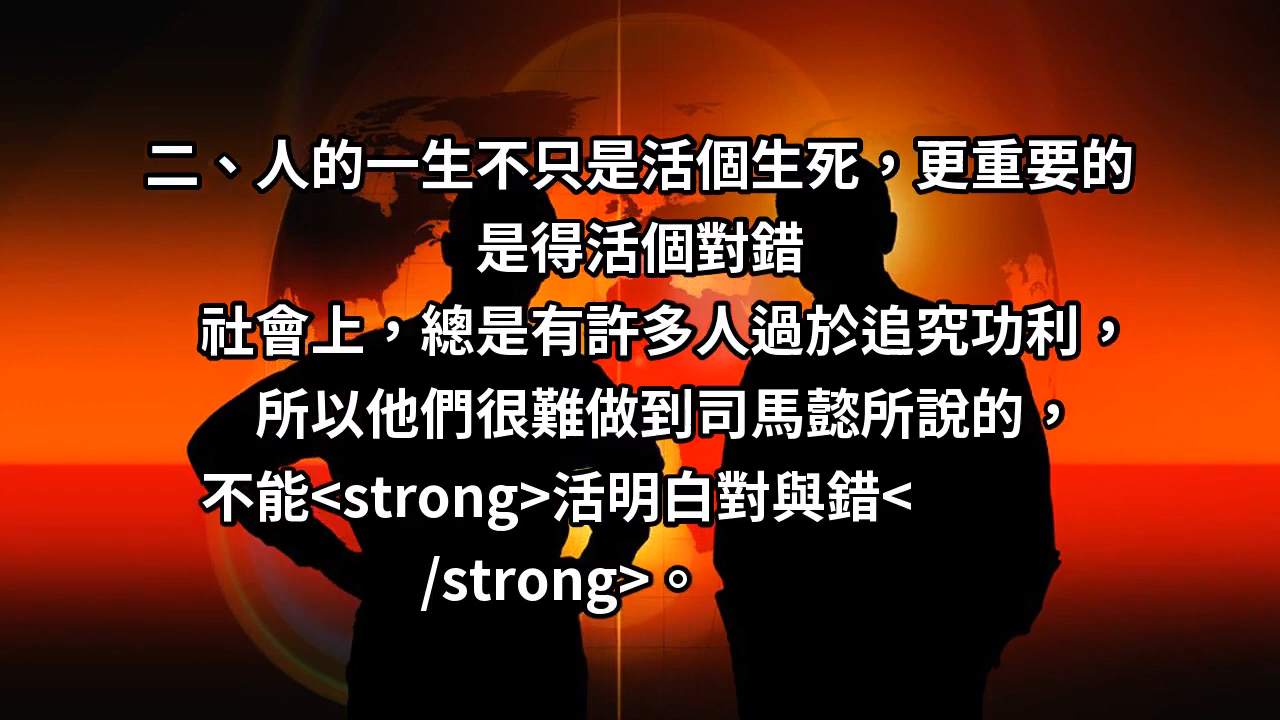 二、人的一生不只是活個生死，更重要的
是得活個對錯
社會上，總是有許多人過於追究功利，
所以他們很難做到司馬懿所說的，
不能<strong>活明白對與錯<
/strong>。